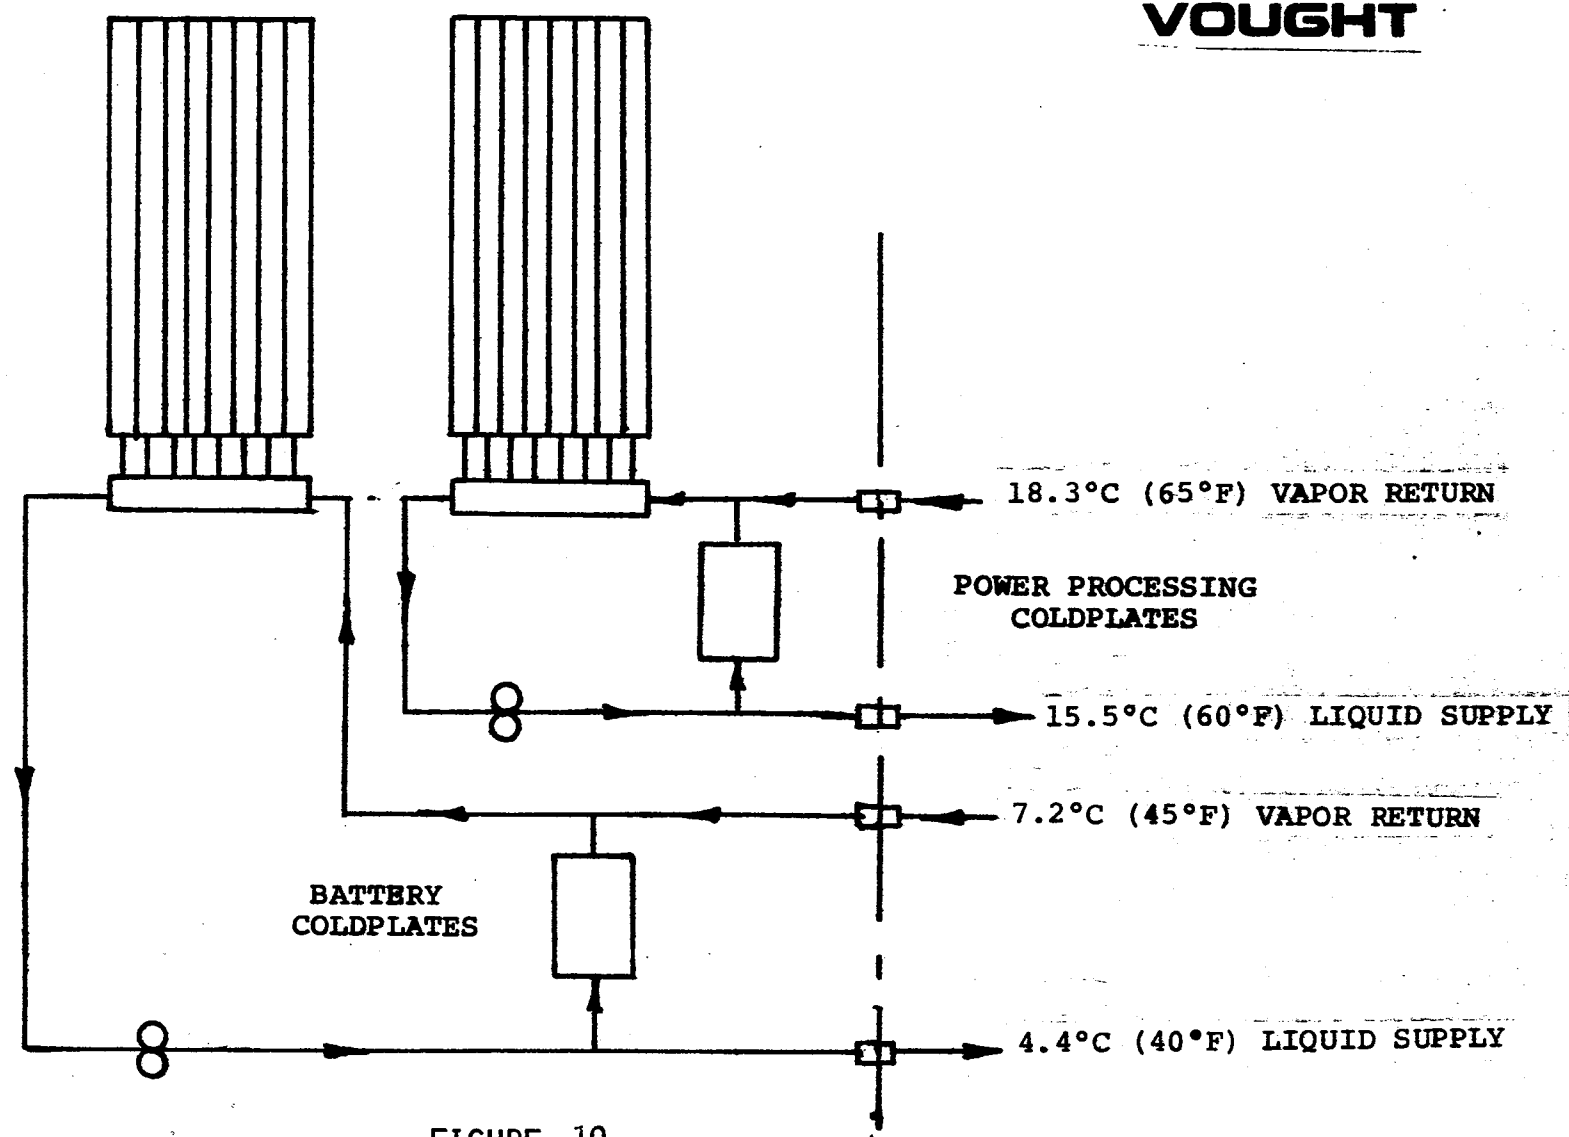 VOUGHT
18.3°C (65°F) VAPOR RETURN
POWER PROCESSING
COLDPLATES
15.5°C (60°F) LIQUID SUPPLY
7.2°C (45°F) VAPOR RETURN
BATTERY
COLDPLATES
4.4°C (40°F) LIQUID SUPPLY
FIGURE